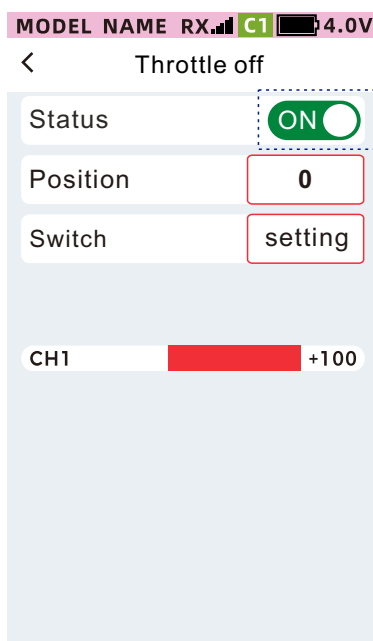 MODEL NAME RX C1 4.0V
Throttle off
Status ON
Position 0
Switch setting
CH1 +100